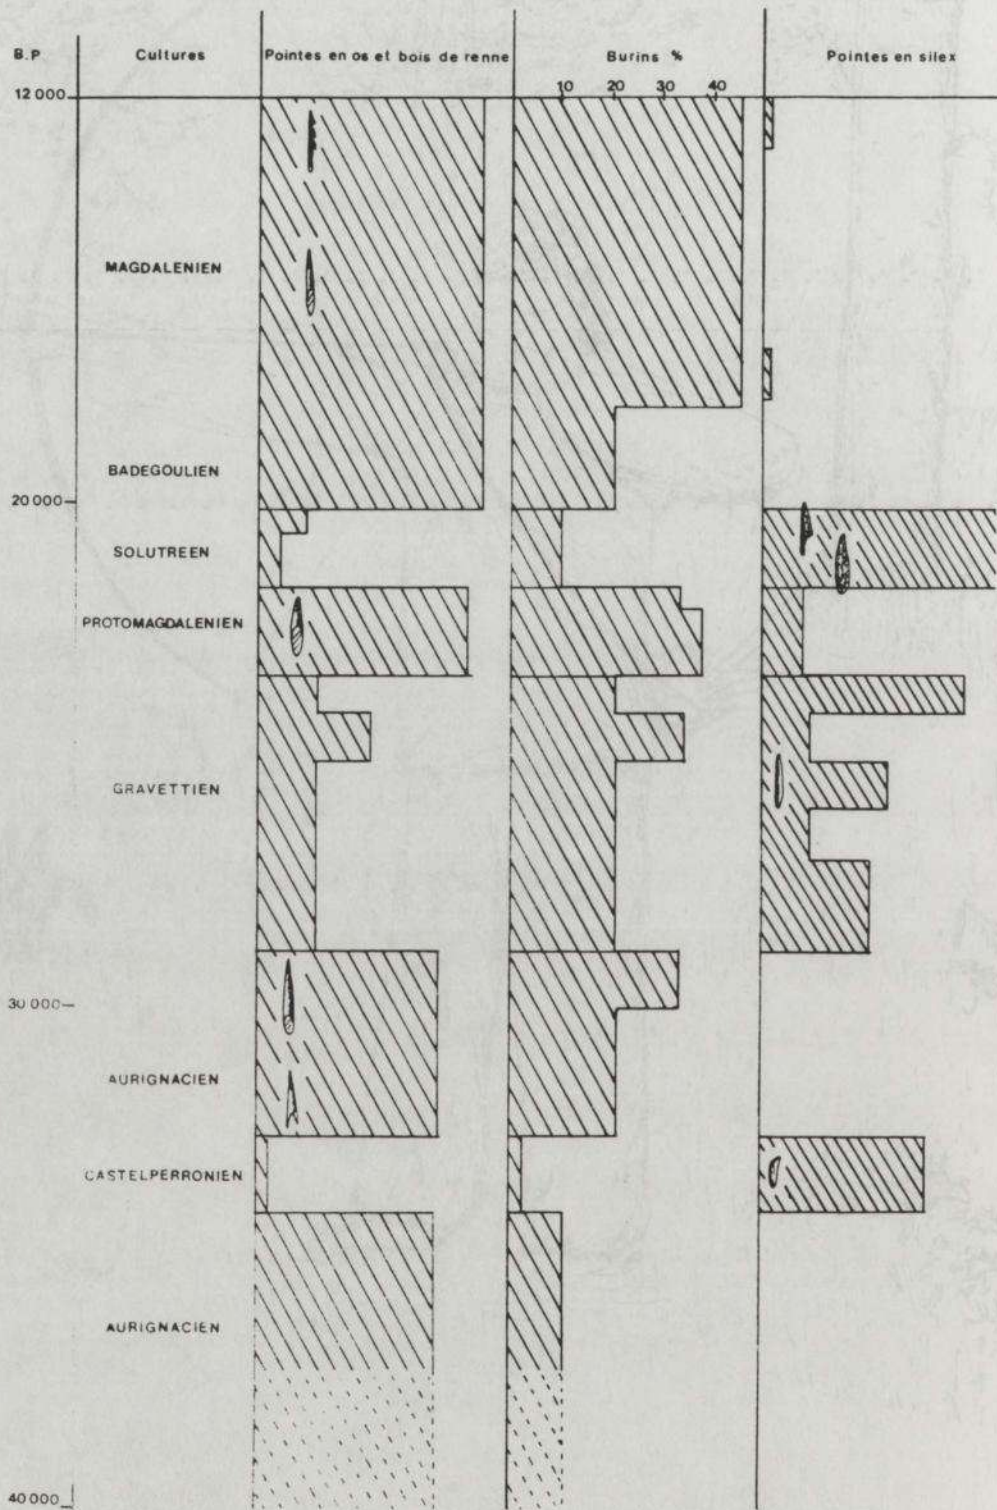 B.P Cultures Pointes en os et bois de renne Burins % Pointes en silex
12 000 10 20 30 40
MAGDALENIEN
BADEGOULIEN
20 000
SOLUTREEN
PROTOMAGDALENIEN
GRAVETTIEN
30 000
AURIGNACIEN
CASTELPERRONIEN
AURIGNACIEN
40 000